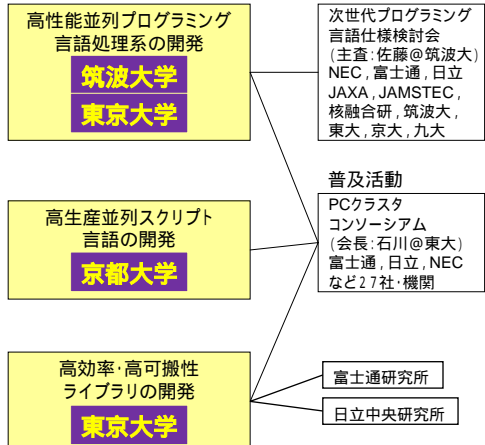 高性能並列プログラミング
言語処理系の開発
筑波大学
東京大学
次世代プログラミング
言語仕様検討会
(主査:佐藤@筑波大)
NEC,富士通,日立
JAXA,JAMSTEC,
核融合研,筑波大,
東大,京大,九大
高生産並列スクリプト
言語の開発
京都大学
普及活動
PCクラスタ
コンソーシアム
(会長:石川@東大)
富士通,日立,NEC
など27社・機関
高効率・高可搬性
ライブラリの開発
東京大学
富士通研究所
日立中央研究所